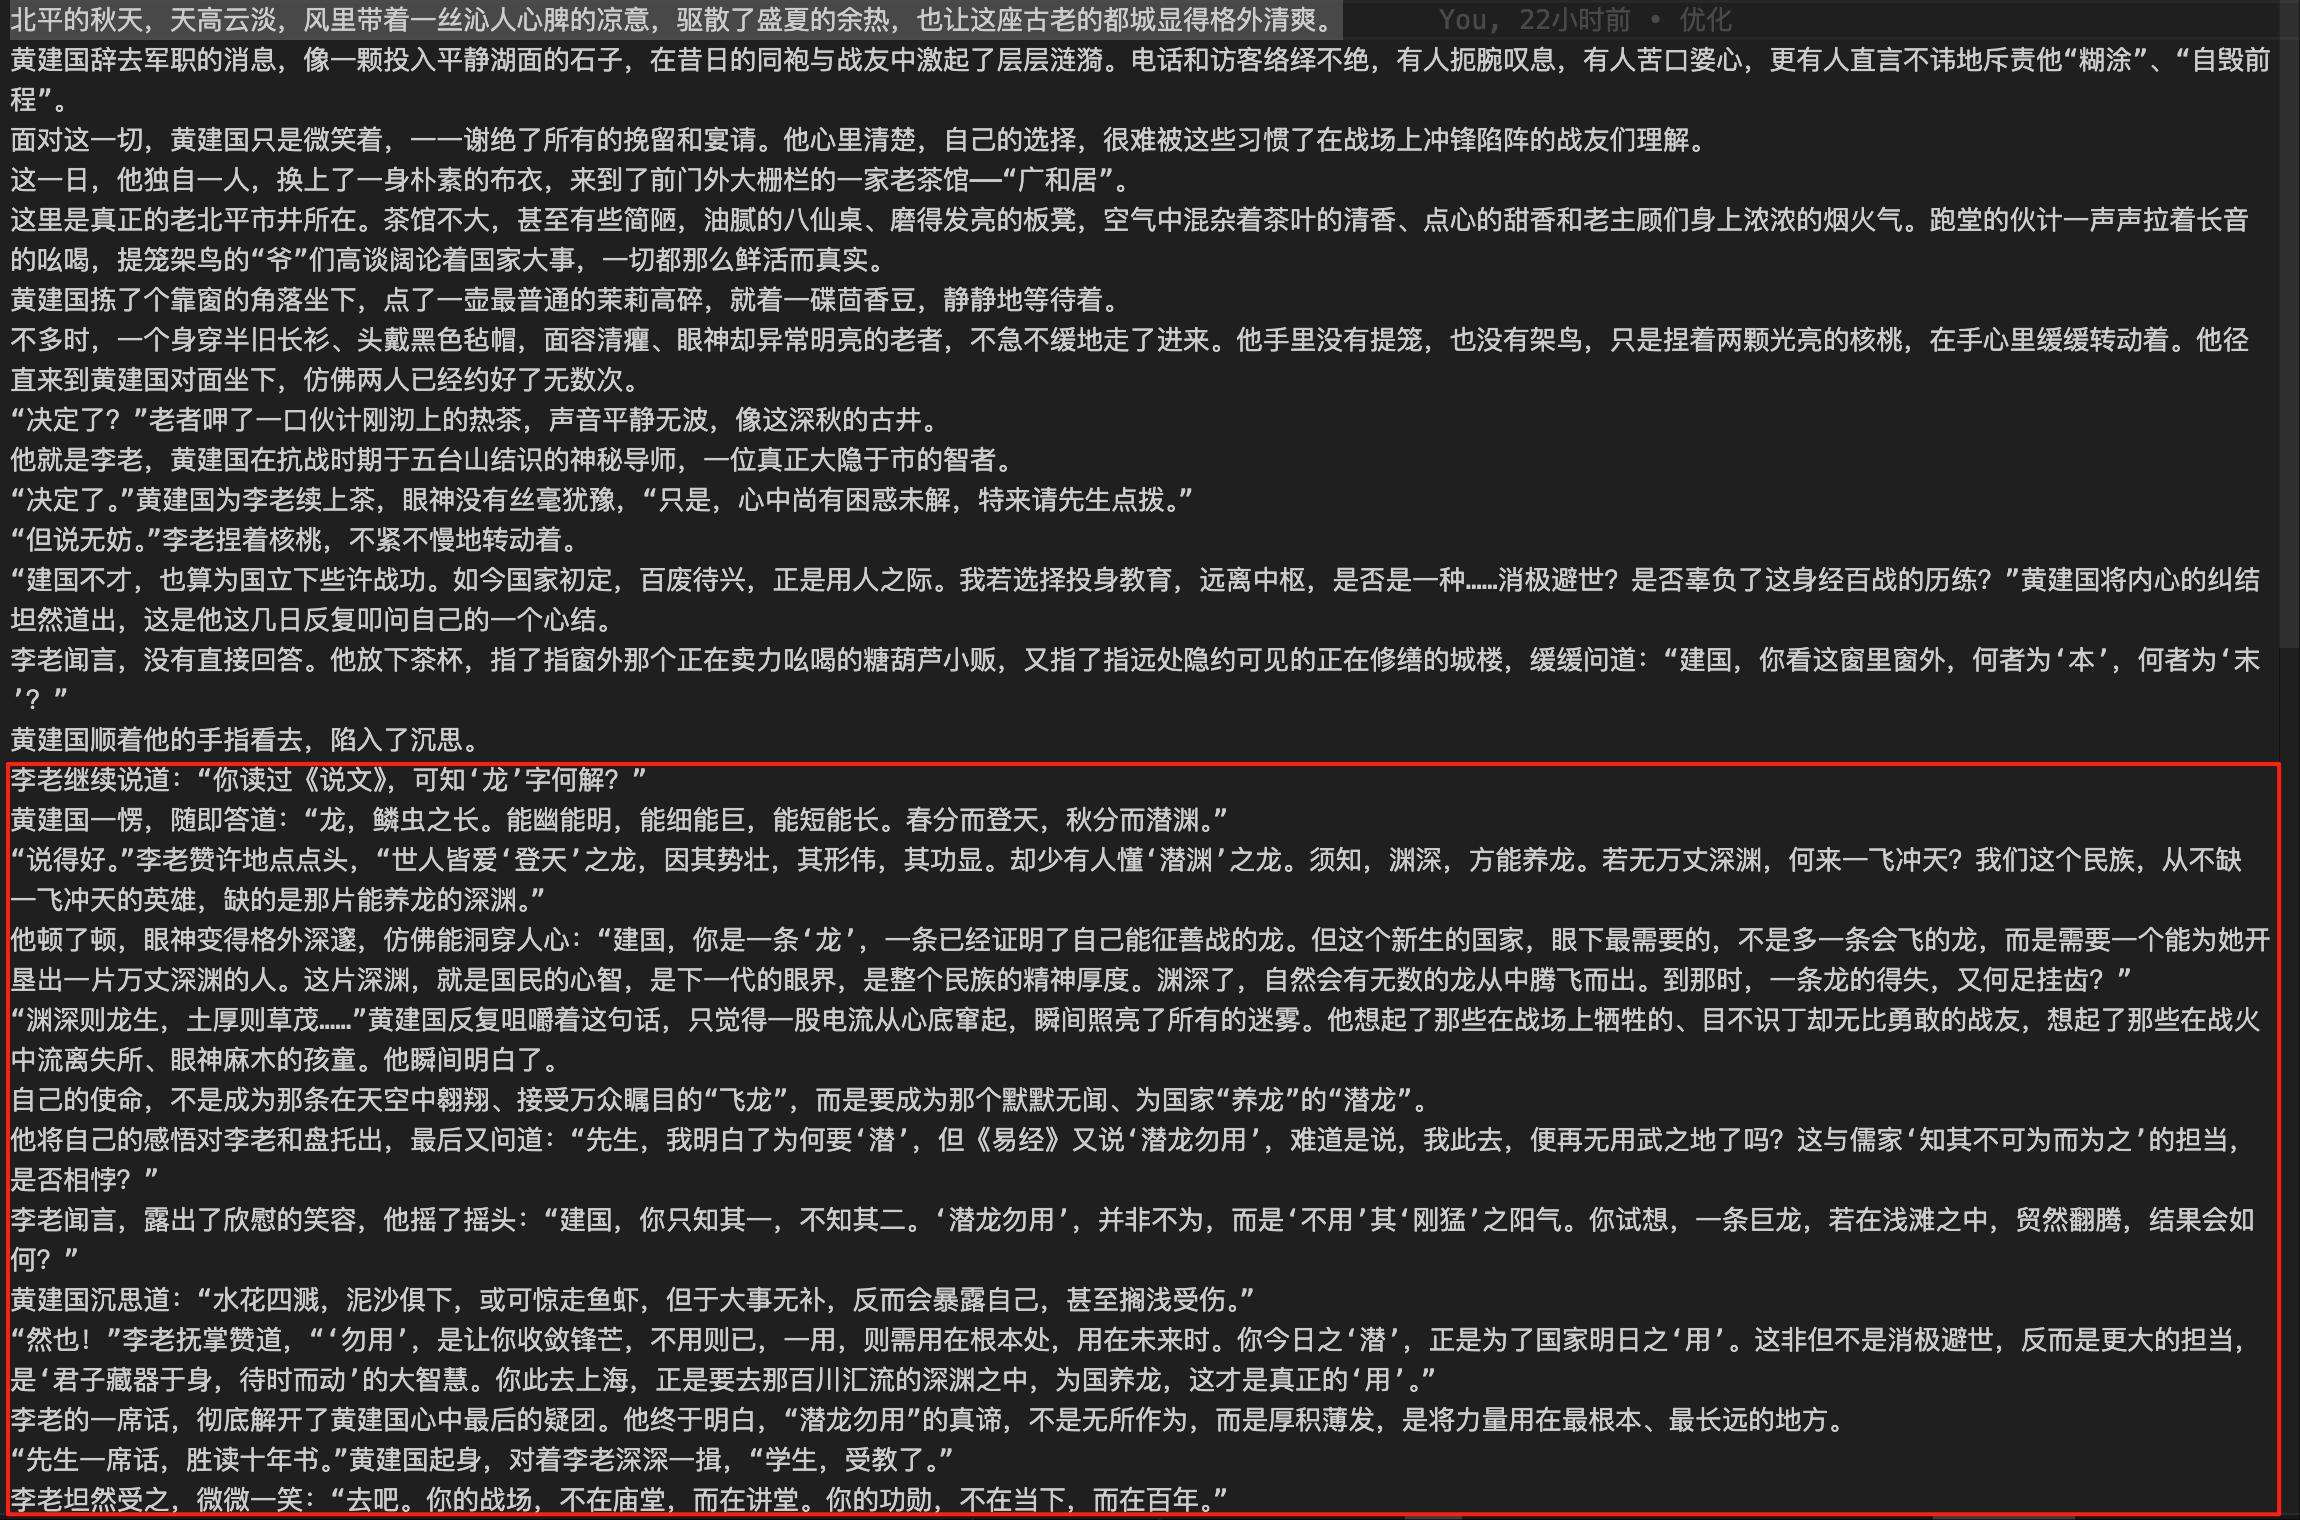 北平的秋天，天高云淡，风里带着一丝沁人心脾的凉意，驱散了盛夏的余热，也让这座古老的都城显得格外清爽。 You, 22小时前 • 优化
黄建国辞去军职的消息，像一颗投入平静湖面的石子，在昔日的同袍与战友中激起了层层涟漪。电话和访客络绎不绝，有人扼腕叹息，有人苦口婆心，更有人直言不讳地斥责他“糊涂”、“自毁前
程”。
面对这一切，黄建国只是微笑着，一一谢绝了所有的挽留和宴请。他心里清楚，自己的选择，很难被这些习惯了在战场上冲锋陷阵的战友们理解。
这一日，他独自一人，换上了一身朴素的布衣，来到了前门外大栅栏的一家老茶馆——“广和居”。
这里是真正的老北平市井所在。茶馆不大，甚至有些简陋，油腻的八仙桌、磨得发亮的板凳，空气中混杂着茶叶的清香、点心的甜香和老主顾们身上浓浓的烟火气。跑堂的伙计一声声拉着长音
的吆喝，提笼架鸟的“爷”们高谈阔论着国家大事，一切都那么鲜活而真实。
黄建国拣了个靠窗的角落坐下，点了一壶最普通的茉莉高碎，就着一碟茴香豆，静静地等待着。
不多时，一个身穿半旧长衫、头戴黑色毡帽，面容清癯、眼神却异常明亮的老者，不急不缓地走了进来。他手里没有提笼，也没有架鸟，只是捏着两颗光亮的核桃，在手心里缓缓转动着。他径
直来到黄建国对面坐下，仿佛两人已经约好了无数次。
“决定了？”老者呷了一口伙计刚沏上的热茶，声音平静无波，像这深秋的古井。
他就是李老，黄建国在抗战时期于五台山结识的神秘导师，一位真正大隐于市的智者。
“决定了。”黄建国为李老续上茶，眼神没有丝毫犹豫，“只是，心中尚有困惑未解，特来请先生点拨。”
“但说无妨。”李老捏着核桃，不紧不慢地转动着。
“建国不才，也算为国立下些许战功。如今国家初定，百废待兴，正是用人之际。我若选择投身教育，远离中枢，是否是一种……消极避世？是否辜负了这身经百战的历练？”黄建国将内心的纠结
坦然道出，这是他这几日反复叩问自己的一个心结。
李老闻言，没有直接回答。他放下茶杯，指了指窗外那个正在卖力吆喝的糖葫芦小贩，又指了指远处隐约可见的正在修缮的城楼，缓缓问道：“建国，你看这窗里窗外，何者为‘本’，何者为‘末
’？”
黄建国顺着他的手指看去，陷入了沉思。
李老继续说道：“你读过《说文》，可知‘龙’字何解？”
黄建国一愣，随即答道：“龙，鳞虫之长。能幽能明，能细能巨，能短能长。春分而登天，秋分而潜渊。”
“说得好。”李老赞许地点点头，“世人皆爱‘登天’之龙，因其势壮，其形伟，其功显。却少有人懂‘潜渊’之龙。须知，渊深，方能养龙。若无万丈深渊，何来一飞冲天？我们这个民族，从不缺
一飞冲天的英雄，缺的是那片能养龙的深渊。”
他顿了顿，眼神变得格外深邃，仿佛能洞穿人心：“建国，你是一条‘龙’，一条已经证明了自己能征善战的龙。但这个新生的国家，眼下最需要的，不是多一条会飞的龙，而是需要一个能为她开
垦出一片万丈深渊的人。这片深渊，就是国民的心智，是下一代的眼界，是整个民族的精神厚度。渊深了，自然会有无数的龙从中腾飞而出。到那时，一条龙的得失，又何足挂齿？”
“渊深则龙生，土厚则草茂……”黄建国反复咀嚼着这句话，只觉得一股电流从心底窜起，瞬间照亮了所有的迷雾。他想起了那些在战场上牺牲的、目不识丁却无比勇敢的战友，想起了那些在战火
中流离失所、眼神麻木的孩童。他瞬间明白了。
自己的使命，不是成为那条在天空中翱翔、接受万众瞩目的“飞龙”，而是要成为那个默默无闻、为国家“养龙”的“潜龙”。
他将自己的感悟对李老和盘托出，最后又问道：“先生，我明白了为何要‘潜’，但《易经》又说‘潜龙勿用’，难道是说，我此去，便再无用武之地了吗？这与儒家‘知其不可为而为之’的担当，
是否相悖？”
李老闻言，露出了欣慰的笑容，他摇了摇头：“建国，你只知其一，不知其二。‘潜龙勿用’，并非不为，而是‘不用’其‘刚猛’之阳气。你试想，一条巨龙，若在浅滩之中，贸然翻腾，结果会如
何？”
黄建国沉思道：“水花四溅，泥沙俱下，或可惊走鱼虾，但于大事无补，反而会暴露自己，甚至搁浅受伤。”
“然也！”李老抚掌赞道，“‘勿用’，是让你收敛锋芒，不用则已，一用，则需用在根本处，用在未来时。你今日之‘潜’，正是为了国家明日之‘用’。这非但不是消极避世，反而是更大的担当，
是‘君子藏器于身，待时而动’的大智慧。你此去上海，正是要去那百川汇流的深渊之中，为国养龙，这才是真正的‘用’。”
李老的一席话，彻底解开了黄建国心中最后的疑团。他终于明白，“潜龙勿用”的真谛，不是无所作为，而是厚积薄发，是将力量用在最根本、最长远的地方。
“先生一席话，胜读十年书。”黄建国起身，对着李老深深一揖，“学生，受教了。”
李老坦然受之，微微一笑：“去吧。你的战场，不在庙堂，而在讲堂。你的功勋，不在当下，而在百年。”